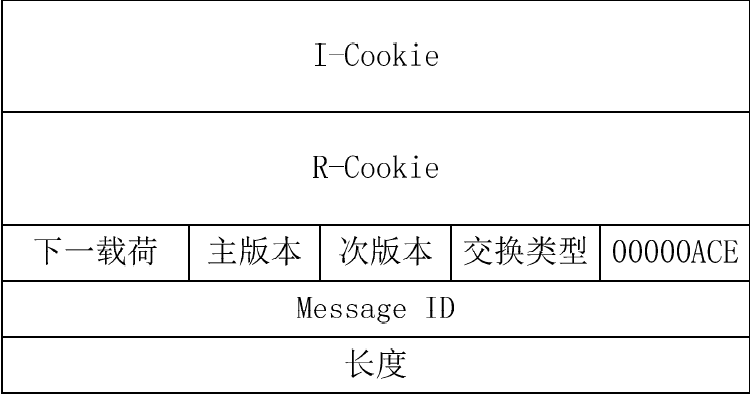 I-Cookie
R-Cookie
下一载荷 主版本 次版本 交换类型 00000ACE
Message ID
长度